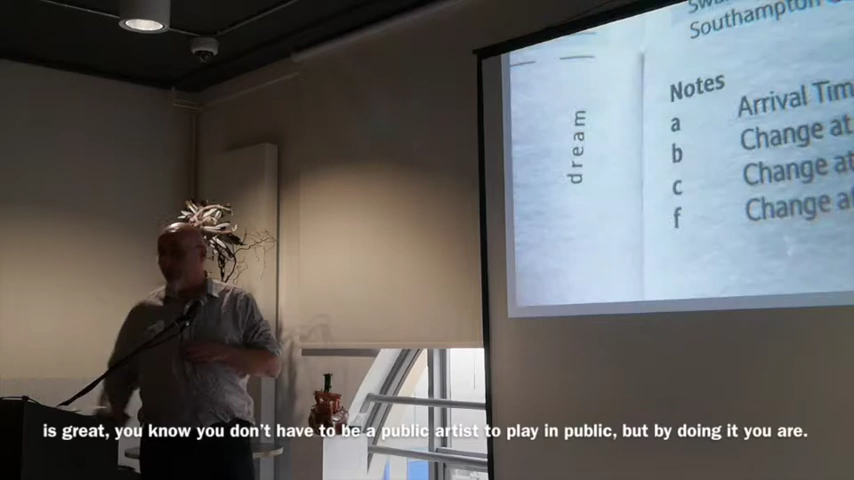 Southampton
Notes
dream
a Arrival Tim
b Change at
c Change at
f Change at
is great, you know you don't have to be a public artist to play in public, but by doing it you are.